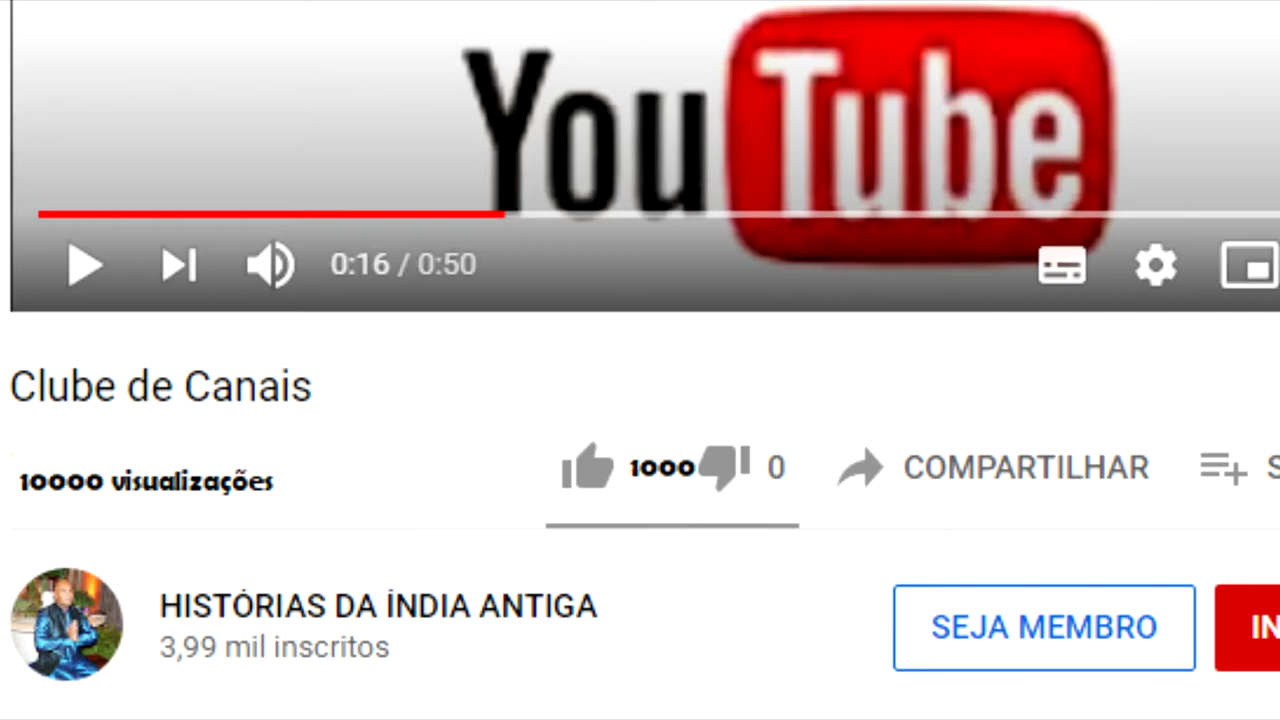 YouTube
0:16 / 0:50
Clube de Canais
10000 visualizações
1000 0 COMPARTILHAR S
HISTÓRIAS DA ÍNDIA ANTIGA
3,99 mil inscritos
SEJA MEMBRO
IN